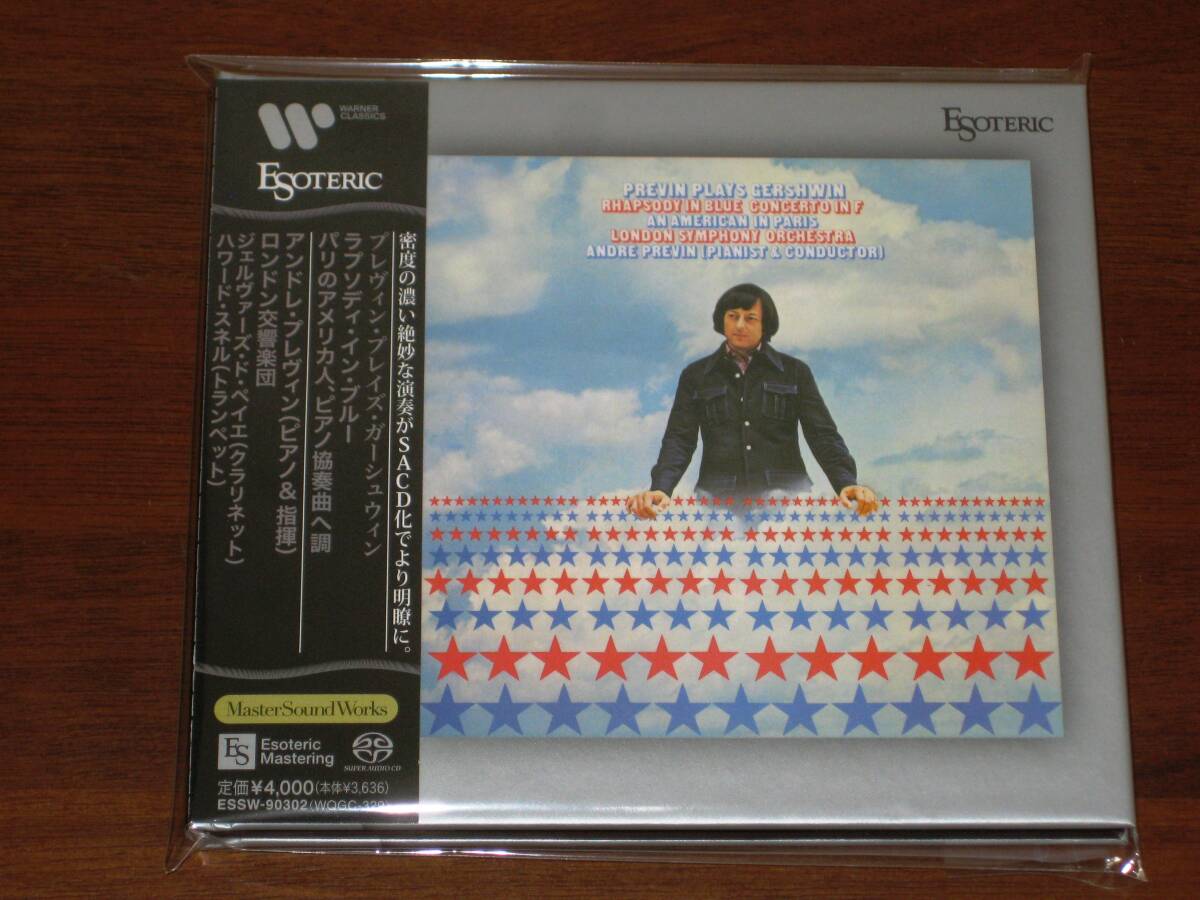 WARNER
CLASSICS
ESOTERIC
密度の濃い絶妙な演奏がSACD化でより明瞭に。
プレヴィン・プレイズ・ガーシュウィン
ラプソディ・イン・ブルー
パリのアメリカ人、ピアノ協奏曲ヘ調
アンドレ・プレヴィン(ピアノ&指揮)
ロンドン交響楽団
ジェルヴァーズ・ド・ペイエ(クラリネット)
ハワード・スネル(トランペット)
MasterSound Works
ES
Esoteric
Mastering
SUPER AUDIO CD
定価¥4,000(本体¥3,636)
ESSW-90302
ESOTERIC
PREVIN PLAYS GERSHWIN
RHAPSODY IN BLUE CONCERTO IN F
AN AMERICAN IN PARIS
LONDON SYMPHONY ORCHESTRA
ANDRE PREVIN (PIANIST & CONDUCTOR)